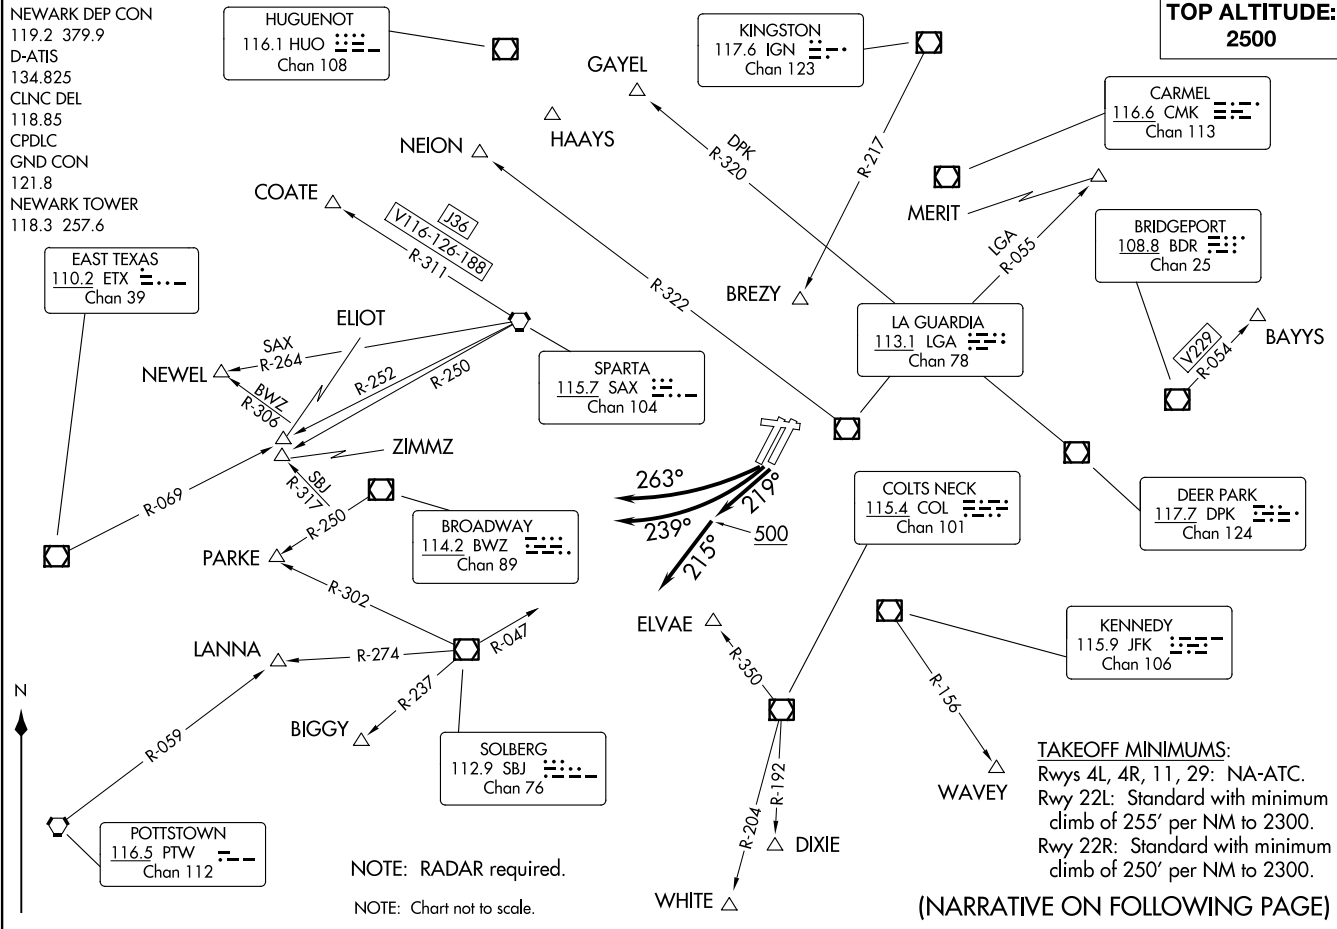 NEWARK DEP CON
119.2 379.9
D-ATIS
134.825
CLNC DEL
118.85
CPDLC
GND CON
121.8
NEWARK TOWER
118.3 257.6
HUGUENOT
116.1 HUO
Chan 108
KINGSTON
117.6 IGN
Chan 123
TOP ALTITUDE:
2500
CARMEL
116.6 CMK
Chan 113
GAYEL
HAAYS
NEION
COATE
DPK
R-320
R-217
MERIT
LGA
R-055
BRIDGEPORT
108.8 BDR
Chan 25
J36
V116-126-188
R-311
R-322
BREZY
EAST TEXAS
110.2 ETX
Chan 39
ELIOT
LA GUARDIA
113.1 LGA
Chan 78
V229
R-054
BAYYS
SAX
R-264
NEWEL
BWZ
R-306
R-252
R-250
SPARTA
115.7 SAX
Chan 104
ZIMMZ
SBJ
R-317
R-069
R-250
BROADWAY
114.2 BWZ
Chan 89
263°
239°
219°
500
215°
COLTS NECK
115.4 COL
Chan 101
DEER PARK
117.7 DPK
Chan 124
PARKE
R-302
ELVAE
R-350
KENNEDY
115.9 JFK
Chan 106
LANNA
R-274
R-047
R-237
R-156
N
R-059
BIGGY
SOLBERG
112.9 SBJ
Chan 76
R-192
R-204
WAVEY
DIXIE
WHITE
POTTSTOWN
116.5 PTW
Chan 112
NOTE: RADAR required.
NOTE: Chart not to scale.
TAKEOFF MINIMUMS:
Rwys 4L, 4R, 11, 29: NA-ATC.
Rwy 22L: Standard with minimum
climb of 255' per NM to 2300.
Rwy 22R: Standard with minimum
climb of 250' per NM to 2300.
(NARRATIVE ON FOLLOWING PAGE)